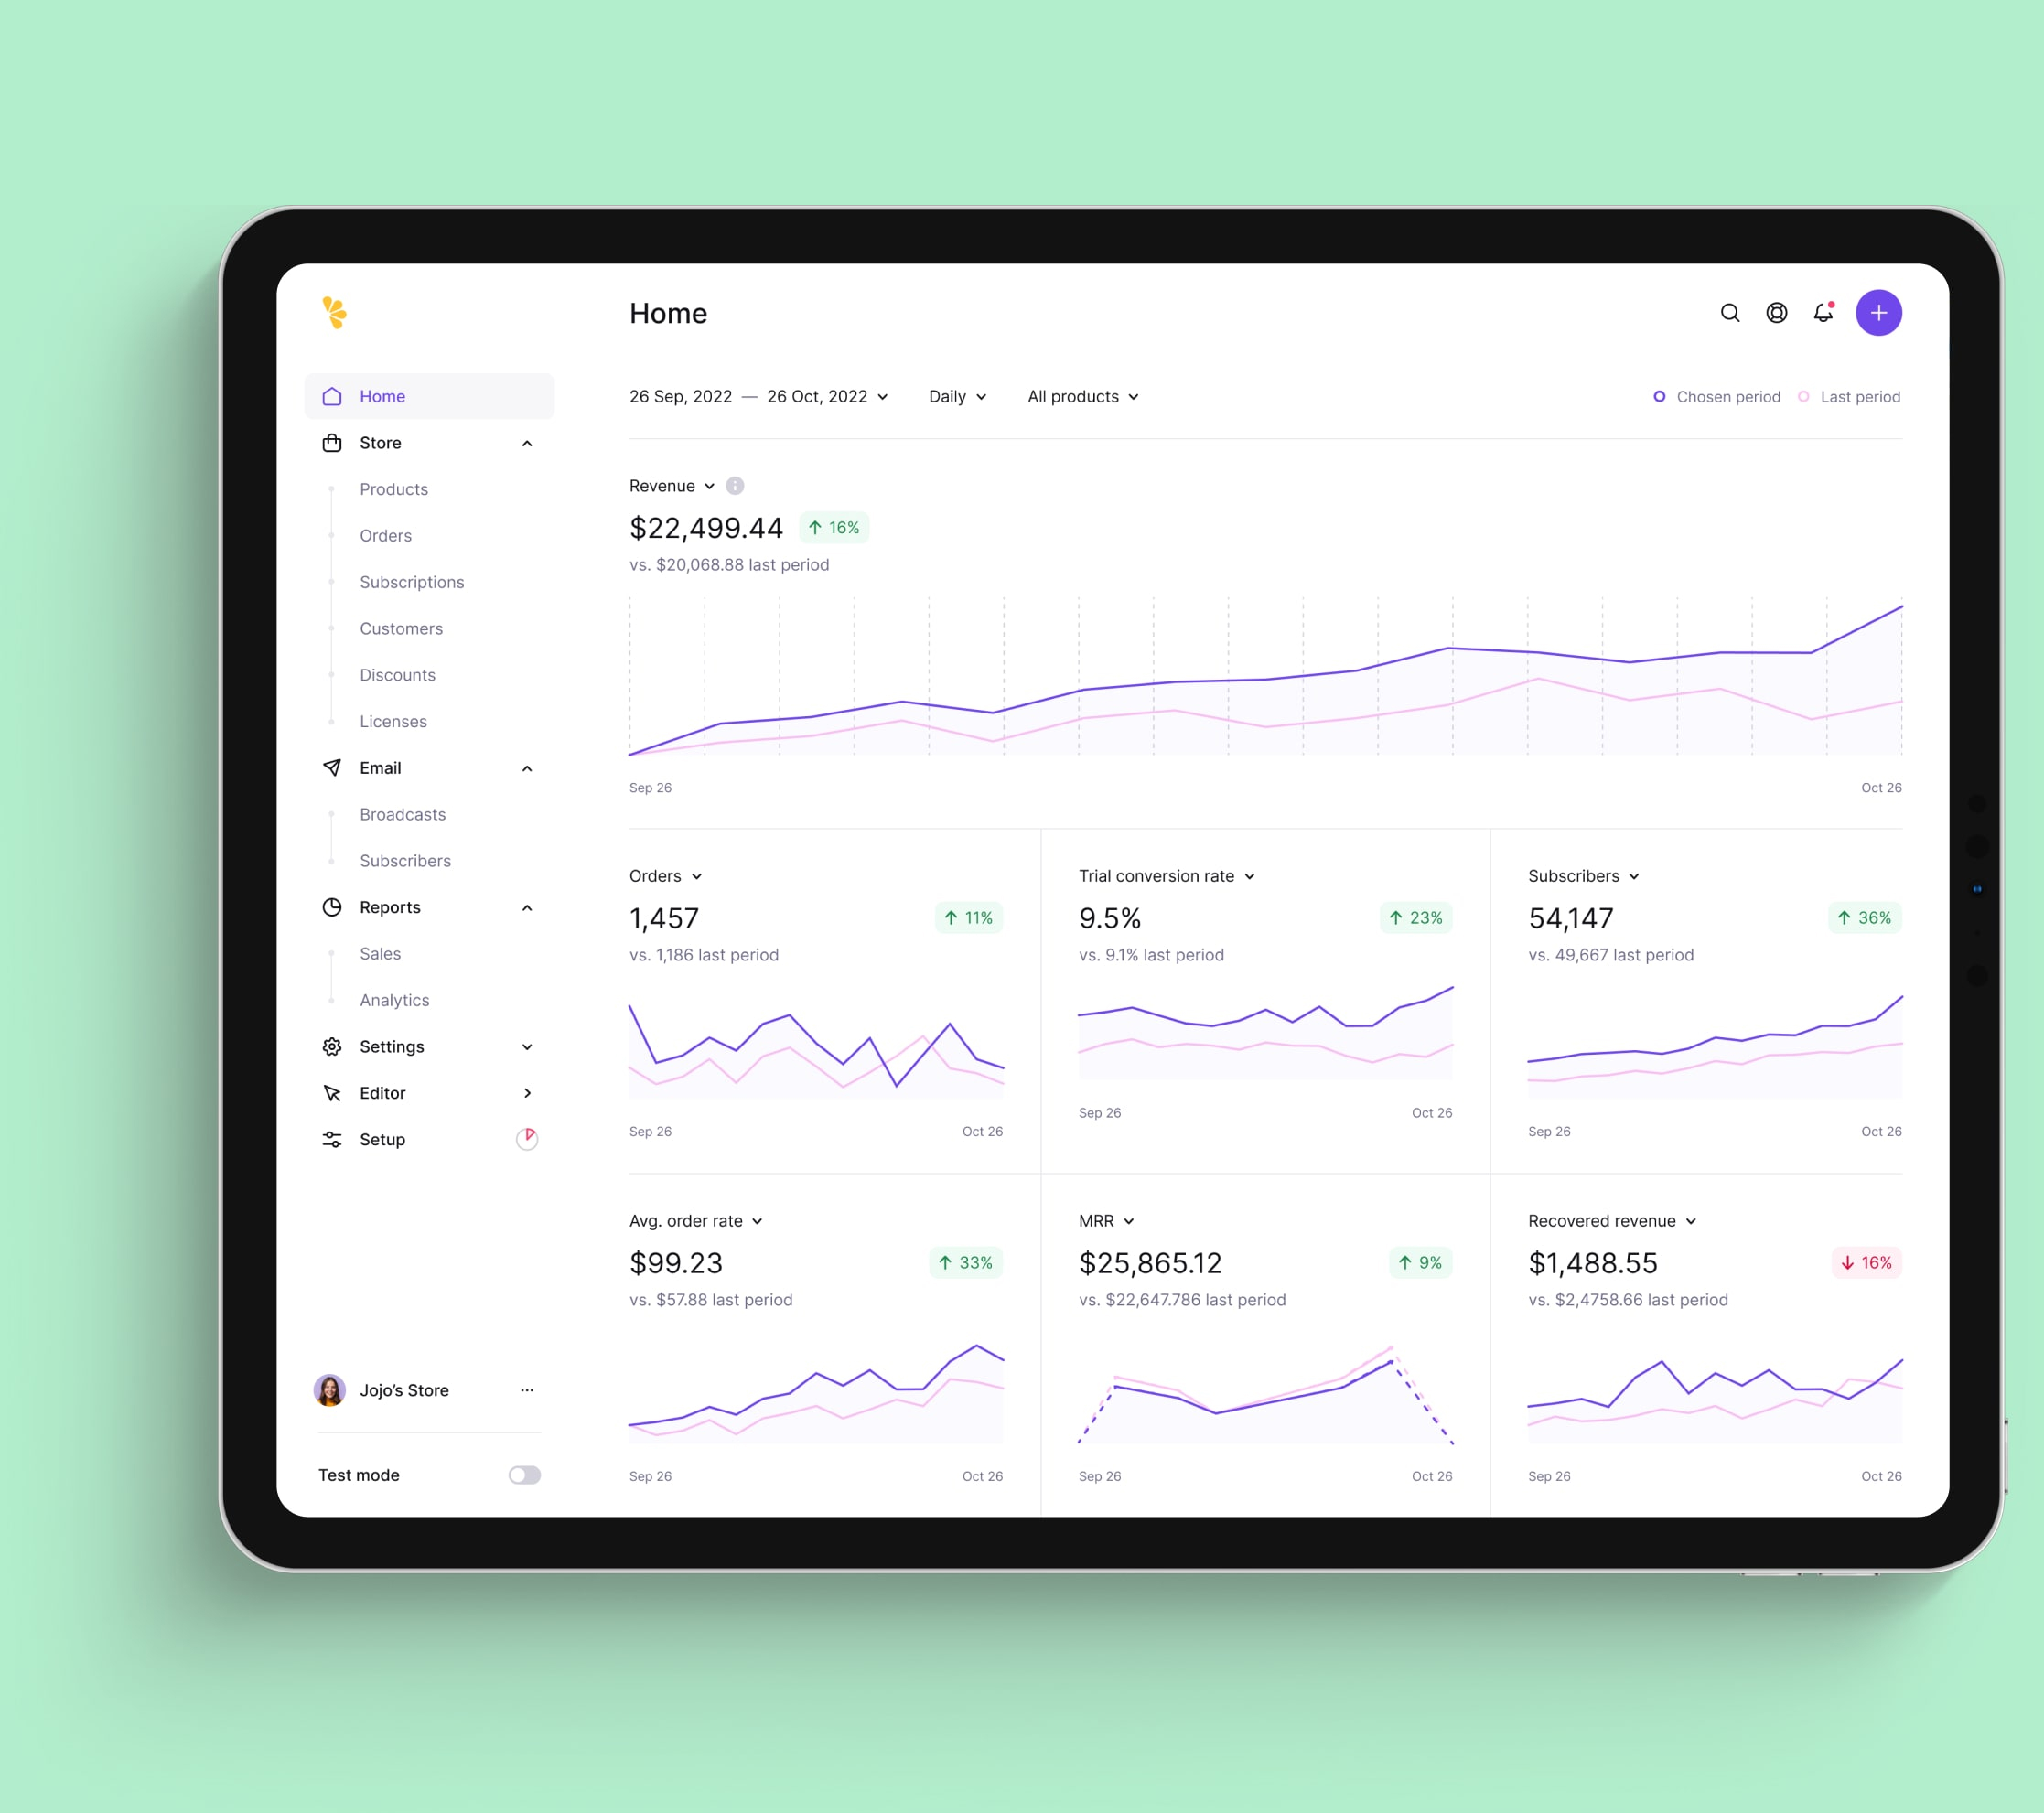 Home
Home
Store
Products
Orders
Subscriptions
Customers
Discounts
Licenses
Email
Broadcasts
Subscribers
Reports
Sales
Analytics
Settings
Editor
Setup
Jojo’s Store
Test mode
26 Sep, 2022 — 26 Oct, 2022
Daily
All products
Chosen period
Last period
Revenue
$22,499.44
16%
vs. $20,068.88 last period
Sep 26
Oct 26
Orders
1,457
11%
vs. 1,186 last period
Sep 26
Oct 26
Trial conversion rate
9.5%
23%
vs. 9.1% last period
Sep 26
Oct 26
Subscribers
54,147
36%
vs. 49,667 last period
Sep 26
Oct 26
Avg. order rate
$99.23
33%
vs. $57.88 last period
Sep 26
Oct 26
MRR
$25,865.12
9%
vs. $22,647.786 last period
Sep 26
Oct 26
Recovered revenue
$1,488.55
16%
vs. $2,4758.66 last period
Sep 26
Oct 26